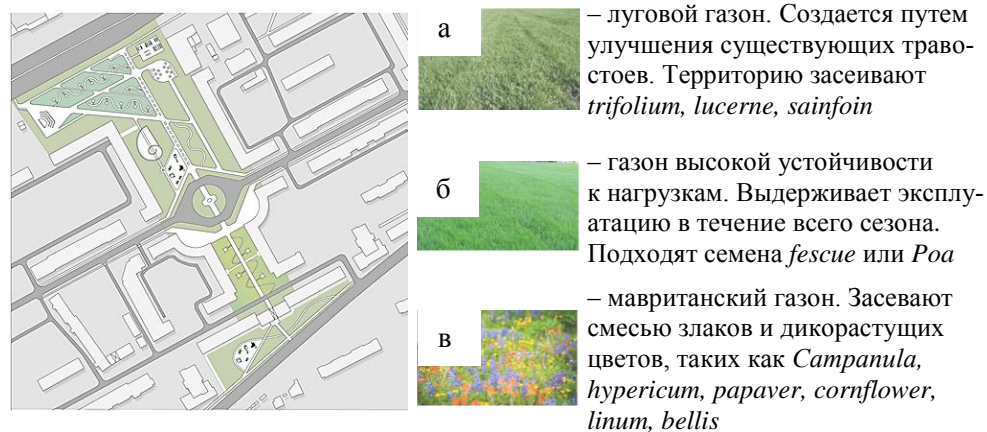 а
– луговой газон. Создается путем
улучшения существующих траво-
стоев. Территорию засеивают
trifolium, lucerne, sainfoin
б
– газон высокой устойчивости
к нагрузкам. Выдерживает эксплу-
атацию в течение всего сезона.
Подходят семена fescue или Poa
в
– мавританский газон. Засевают
смесью злаков и дикорастущих
цветов, таких как Campanula,
hypericum, papaver, cornflower,
linum, bellis